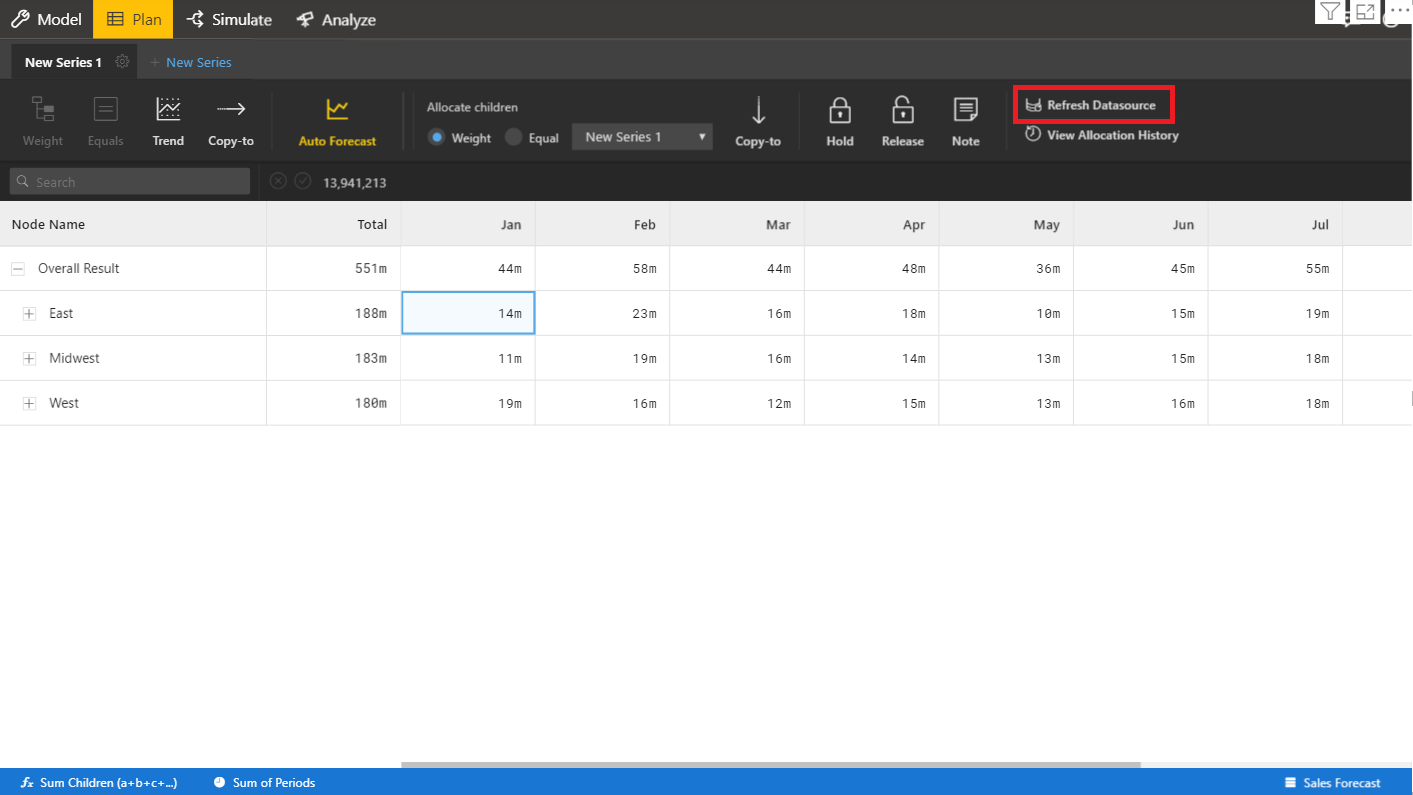 Model Plan Simulate Analyze
New Series 1 + New Series
Allocate children
Weight Equals Trend Copy-to Auto Forecast Weight Equal New Series 1 Copy-to Hold Release Note
Refresh Datasource
View Allocation History
Search 13,941,213
Node Name Total Jan Feb Mar Apr May Jun Jul
Overall Result 551m 44m 58m 44m 48m 36m 45m 55m
East 188m 14m 23m 16m 18m 10m 15m 19m
Midwest 183m 11m 19m 16m 14m 13m 15m 18m
West 180m 19m 16m 12m 15m 13m 16m 18m
fx Sum Children (a+b+c+...) Sum of Periods Sales Forecast